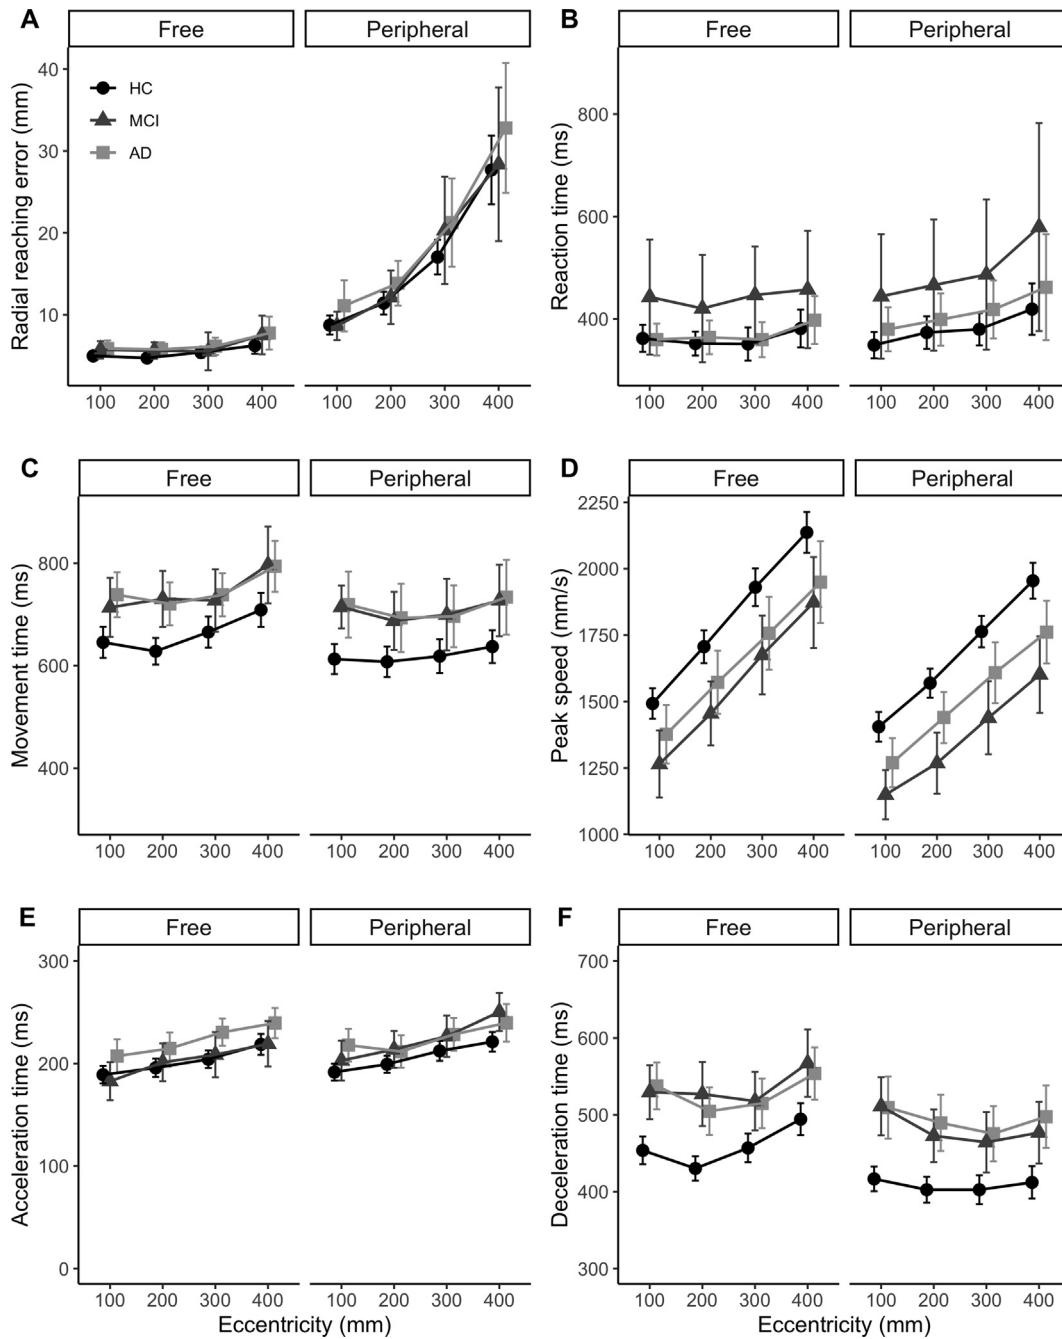 A
Free
Peripheral
Radial reaching error (mm)
40
30
20
10
HC
MCI
AD
100 200 300 400
100 200 300 400
B
Free
Peripheral
Reaction time (ms)
800
600
400
100 200 300 400
100 200 300 400
C
Free
Peripheral
Movement time (ms)
800
600
400
100 200 300 400
100 200 300 400
D
Free
Peripheral
Peak speed (mm/s)
2250
2000
1750
1500
1250
1000
100 200 300 400
100 200 300 400
E
Free
Peripheral
Acceleration time (ms)
300
200
100
0
100 200 300 400
100 200 300 400
Eccentricity (mm)
F
Free
Peripheral
Deceleration time (ms)
700
600
500
400
300
100 200 300 400
100 200 300 400
Eccentricity (mm)